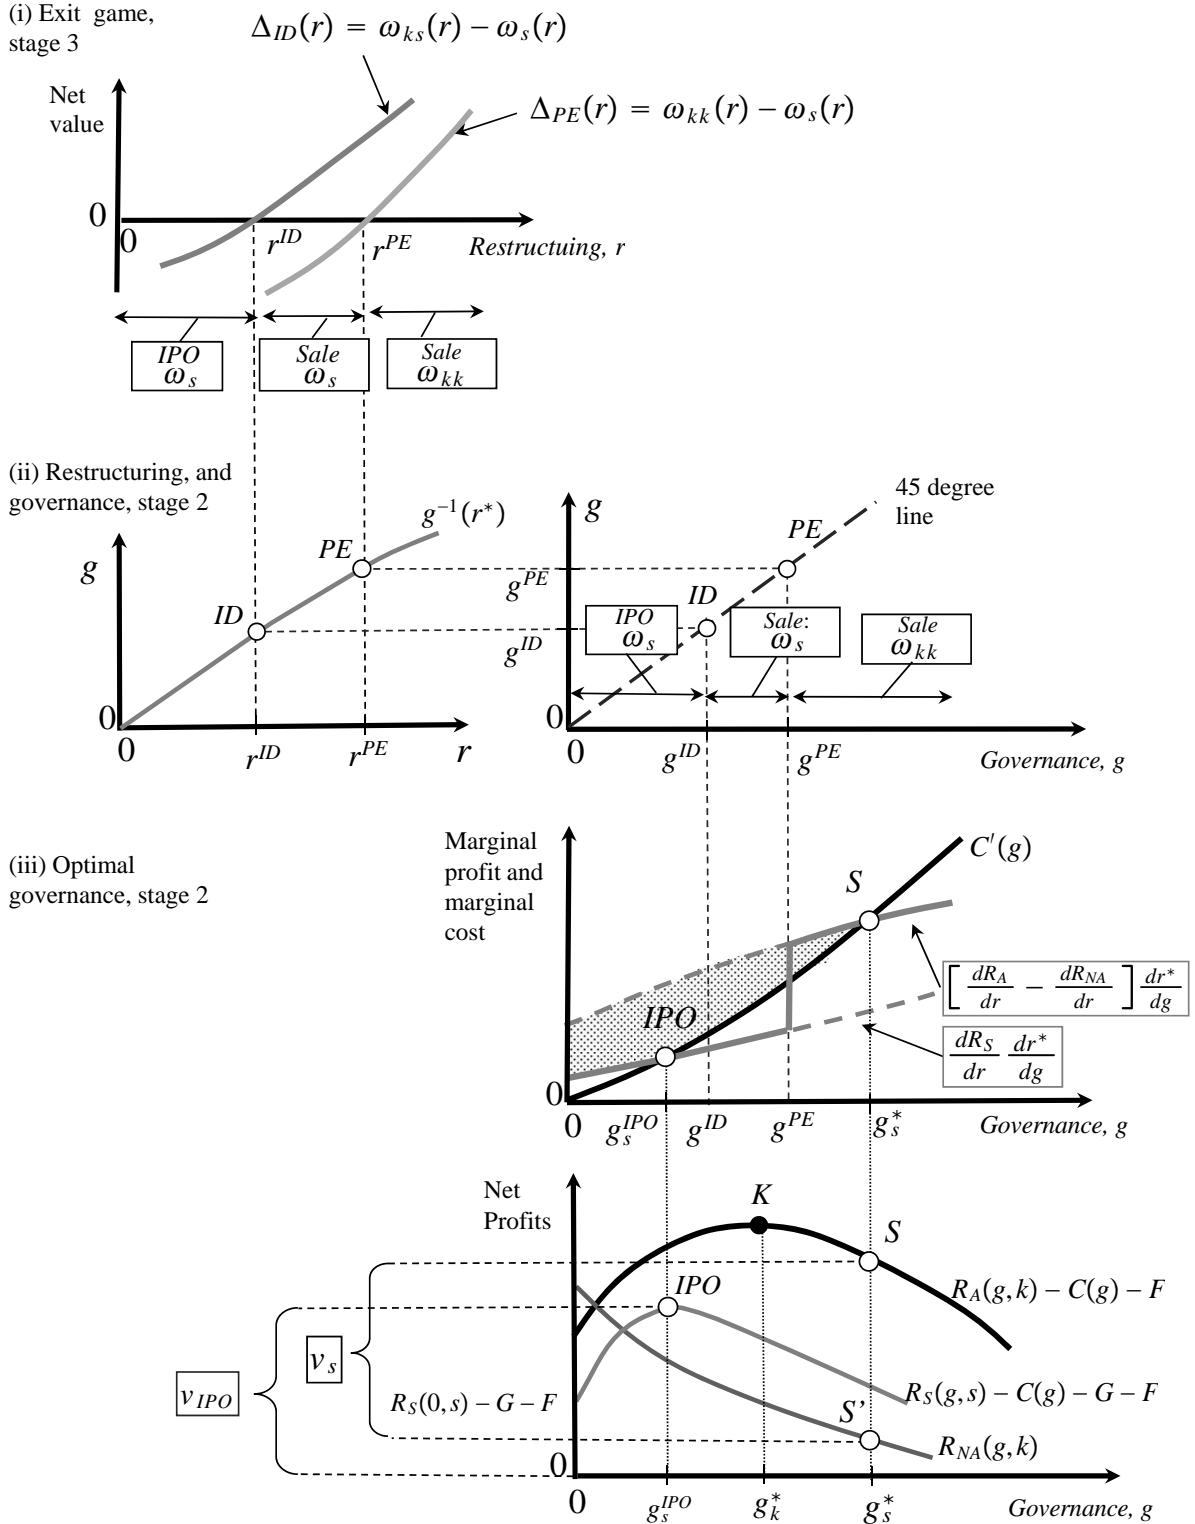 (i) Exit game,
stage 3
Δ_ID(r) = ω_ks(r) − ω_s(r)
Net
value
Δ_PE(r) = ω_kk(r) − ω_s(r)
0
0
r^ID
r^PE
Restructuing, r
IPO
ω_s
Sale
ω_s
Sale
ω_kk
(ii) Restructuring, and
governance, stage 2
g^−1(r*)
g
PE
ID
0
0
r^ID
r^PE
r
g
45 degree
line
PE
g^PE
ID
g^ID
IPO
ω_s
Sale:
ω_s
Sale
ω_kk
0
0
g^ID
g^PE
Governance, g
(iii) Optimal
governance, stage 2
Marginal
profit and
marginal
cost
C'(g)
S
IPO
[ dR_A/dr − dR_NA/dr ] dr*/dg
dR_S/dr dr*/dg
0
0
g_s^IPO
g^ID
g^PE
g_s^*
Governance, g
Net
Profits
K
S
IPO
R_A(g,k) − C(g) − F
v_s
v_IPO
R_S(0,s) − G − F
R_S(g,s) − C(g) − G − F
S’
R_NA(g,k)
0
0
g_s^IPO
g_k^*
g_s^*
Governance, g